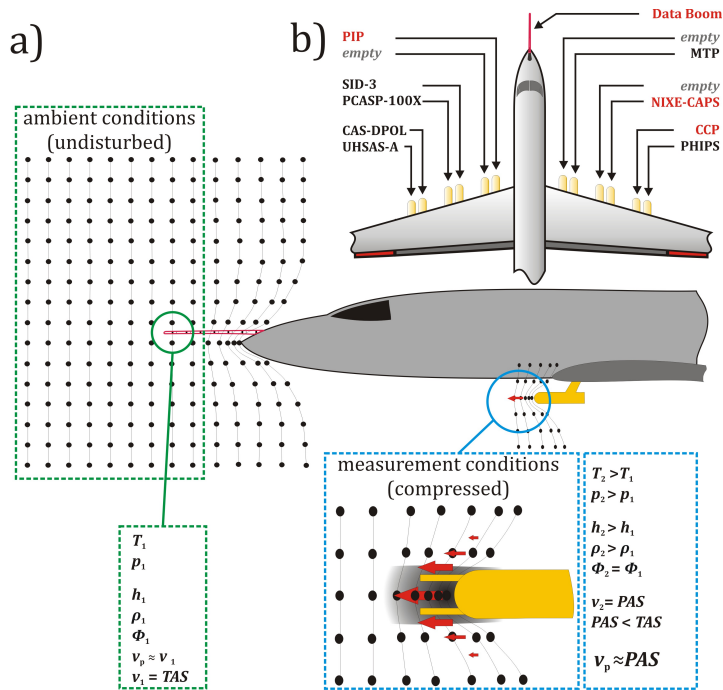 a)
ambient conditions
(undisturbed)
T1
p1
h1
ρ1
Φ1
vp ≈ v1
v1 = TAS
b)
Data Boom
PIP
empty
SID-3
PCASP-100X
CAS-DPOL
UHSAS-A
empty
MTP
empty
NIXE-CAPS
CCP
PHIPS
measurement conditions
(compressed)
T2 > T1
p2 > p1
h2 > h1
ρ2 > ρ1
Φ2 = Φ1
v2 = PAS
PAS < TAS
vp ≈ PAS